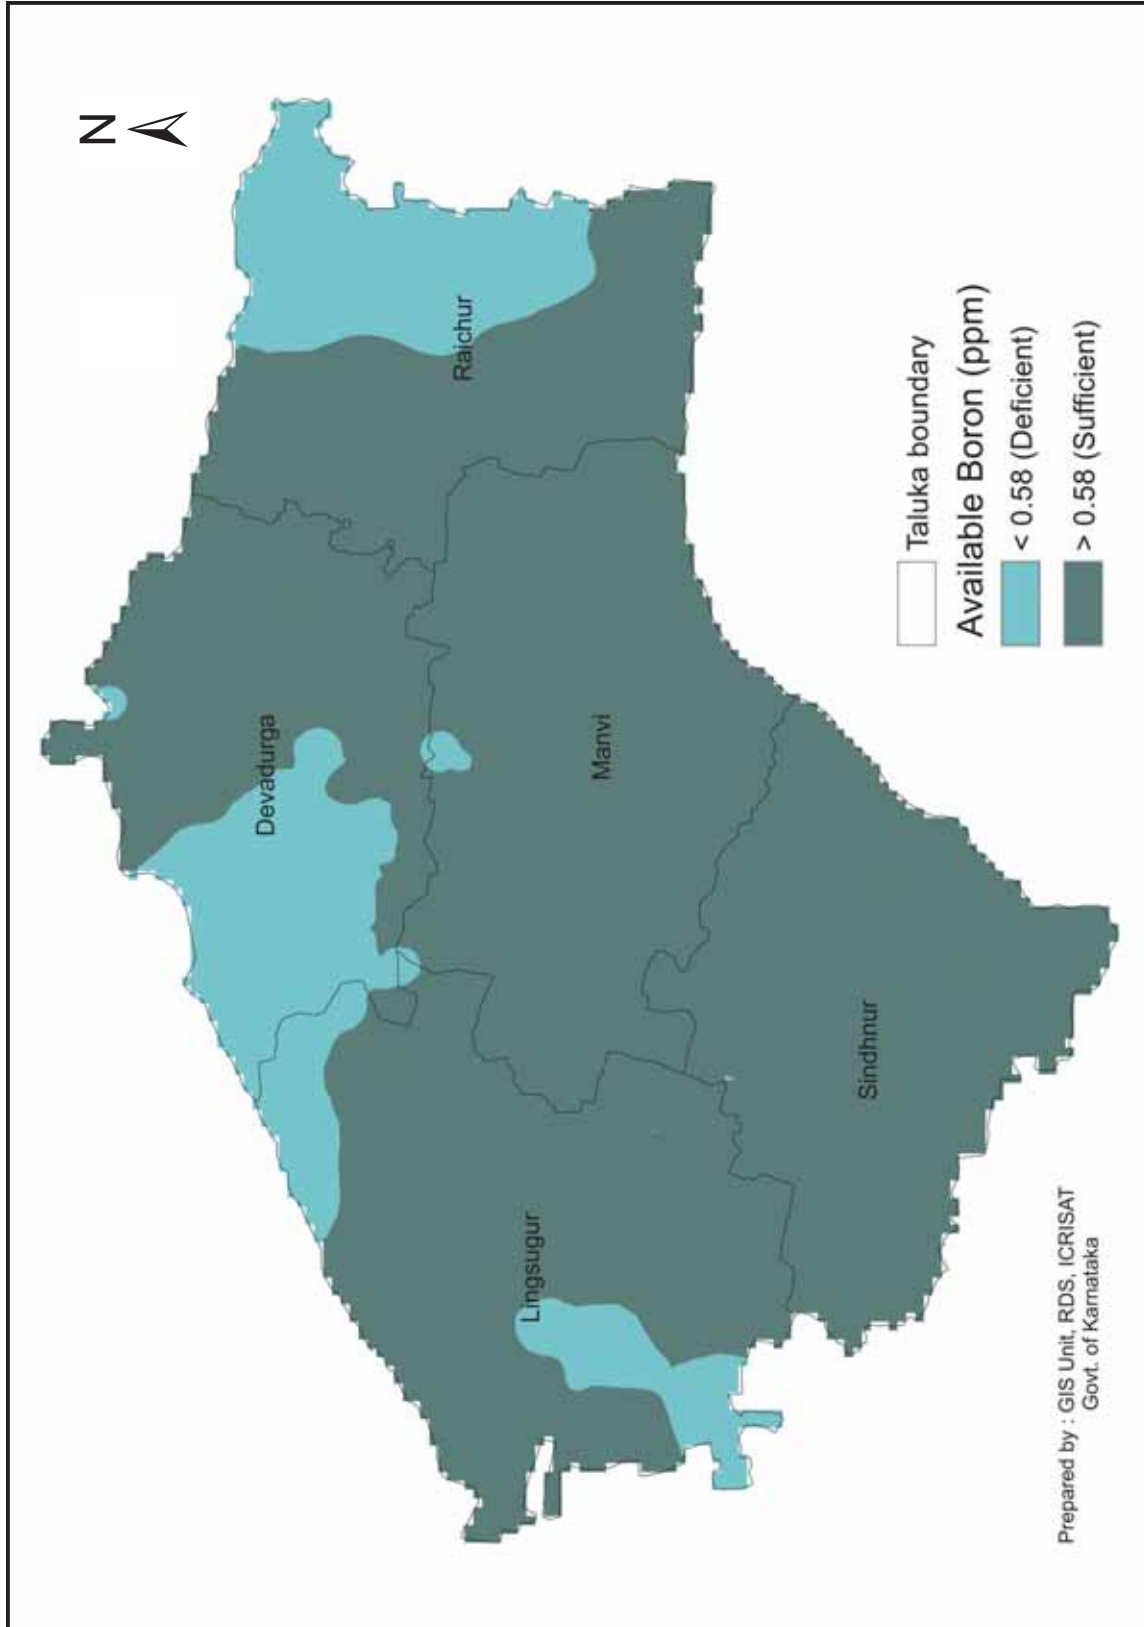 N
Raichur
Devadurga
Manvi
Lingsugur
Sindhnur
Taluka boundary
Available Boron (ppm)
< 0.58 (Deficient)
> 0.58 (Sufficient)
Prepared by : GIS Unit, RDS, ICRISAT
Govt. of Karnataka